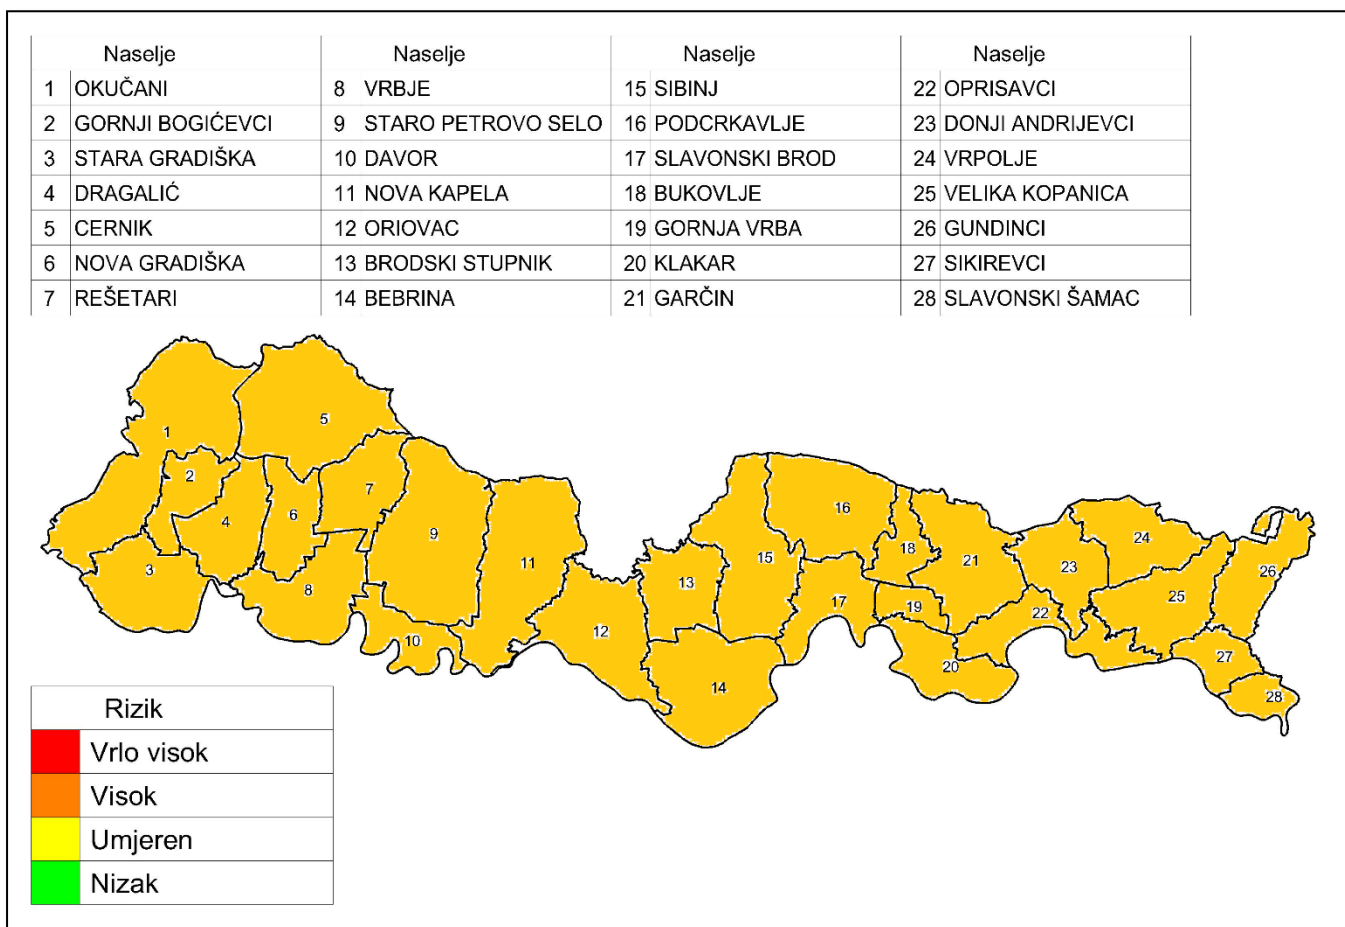 Naselje Naselje Naselje Naselje
1 OKUČANI 8 VRBJE 15 SIBINJ 22 OPRISAVCI
2 GORNJI BOGIĆEVCI 9 STARO PETROVO SELO 16 PODCRKAVLJE 23 DONJI ANDRIJEVCI
3 STARA GRADIŠKA 10 DAVOR 17 SLAVONSKI BROD 24 VRPOLJE
4 DRAGALIĆ 11 NOVA KAPELA 18 BUKOVLJE 25 VELIKA KOPANICA
5 CERNIK 12 ORIOVAC 19 GORNJA VRBA 26 GUNDINCI
6 NOVA GRADIŠKA 13 BRODSKI STUPNIK 20 KLAKAR 27 SIKIREVCI
7 REŠETARI 14 BEBRINA 21 GARČIN 28 SLAVONSKI ŠAMAC
5
1
2
7
16
4
6
9
24
18
15
21
11
23
3
26
13
8
25
17
19
22
12
10
27
20
14
28
Rizik
Vrlo visok
Visok
Umjeren
Nizak